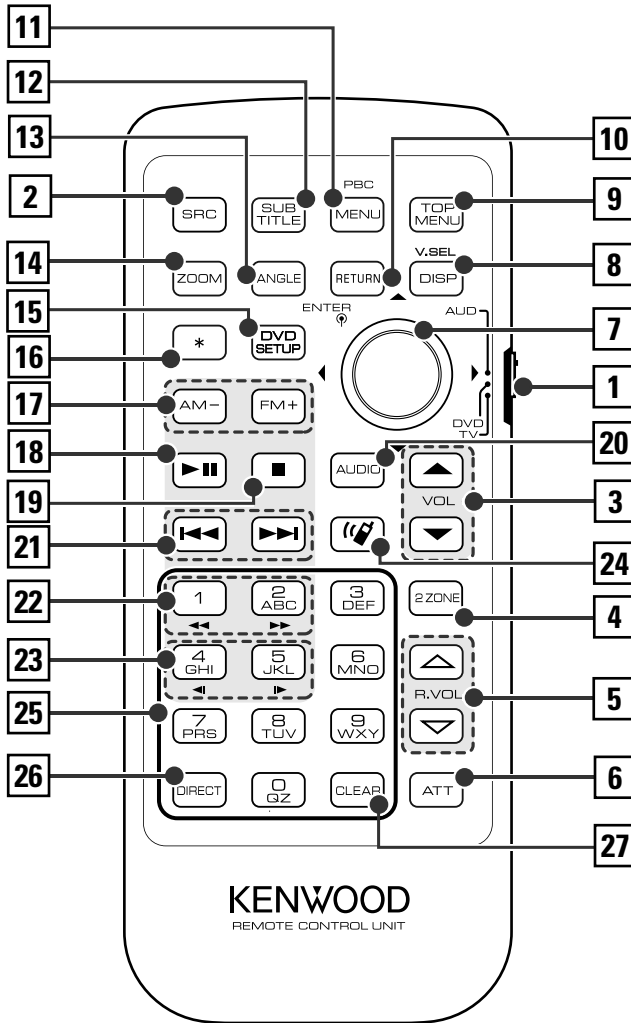 11
12
13
10
PBC
2
SRC
SUB TITLE
MENU
TOP MENU
9
V.SEL
14
ZOOM
ANGLE
RETURN
DISP
8
ENTER
AUD
15
*
DVD SETUP
7
16
17
AM–
FM+
1
DVD
TV
18
AUDIO
20
VOL
3
19
21
24
22
1
2 ABC
3 DEF
2 ZONE
4
23
4 GHI
5 JKL
6 MNO
R.VOL
5
25
7 PRS
8 TUV
9 WXY
26
DIRECT
0 QZ
CLEAR
ATT
6
27
KENWOOD
REMOTE CONTROL UNIT